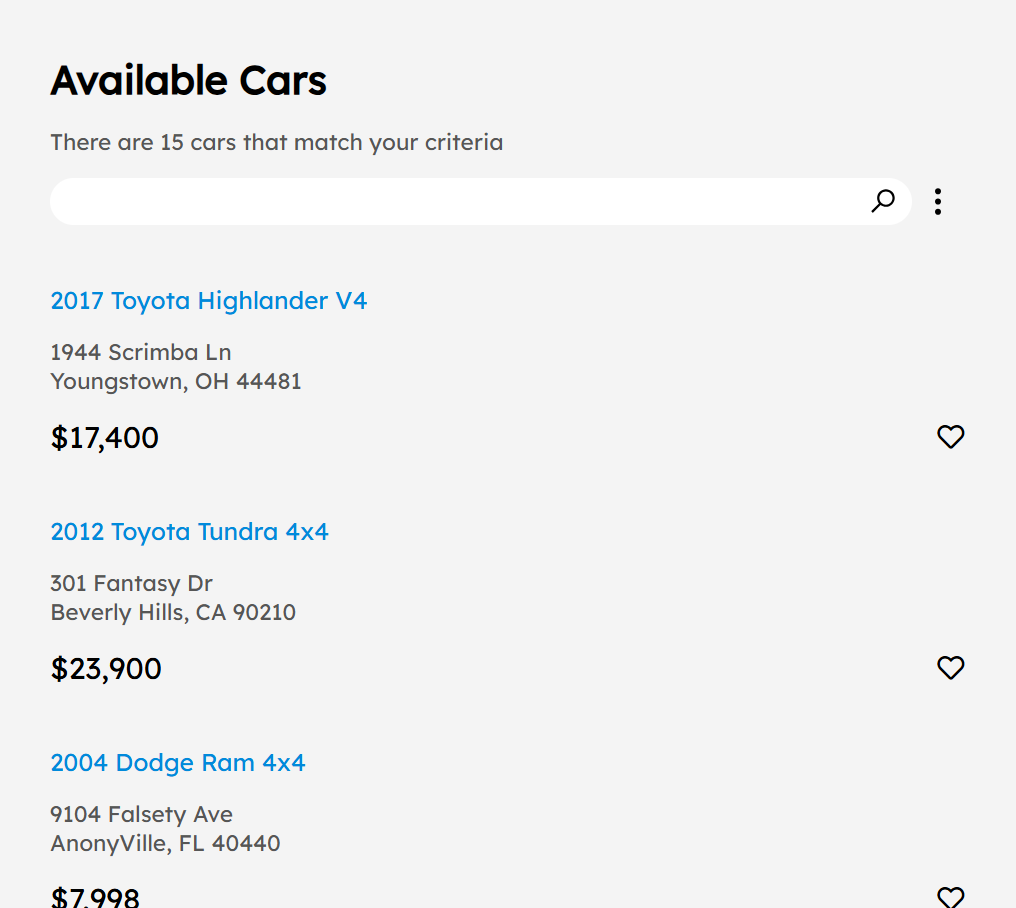 Available Cars
There are 15 cars that match your criteria
2017 Toyota Highlander V4
1944 Scrimba Ln
Youngstown, OH 44481
$17,400
2012 Toyota Tundra 4x4
301 Fantasy Dr
Beverly Hills, CA 90210
$23,900
2004 Dodge Ram 4x4
9104 Falsety Ave
AnonyVille, FL 40440
$7,998